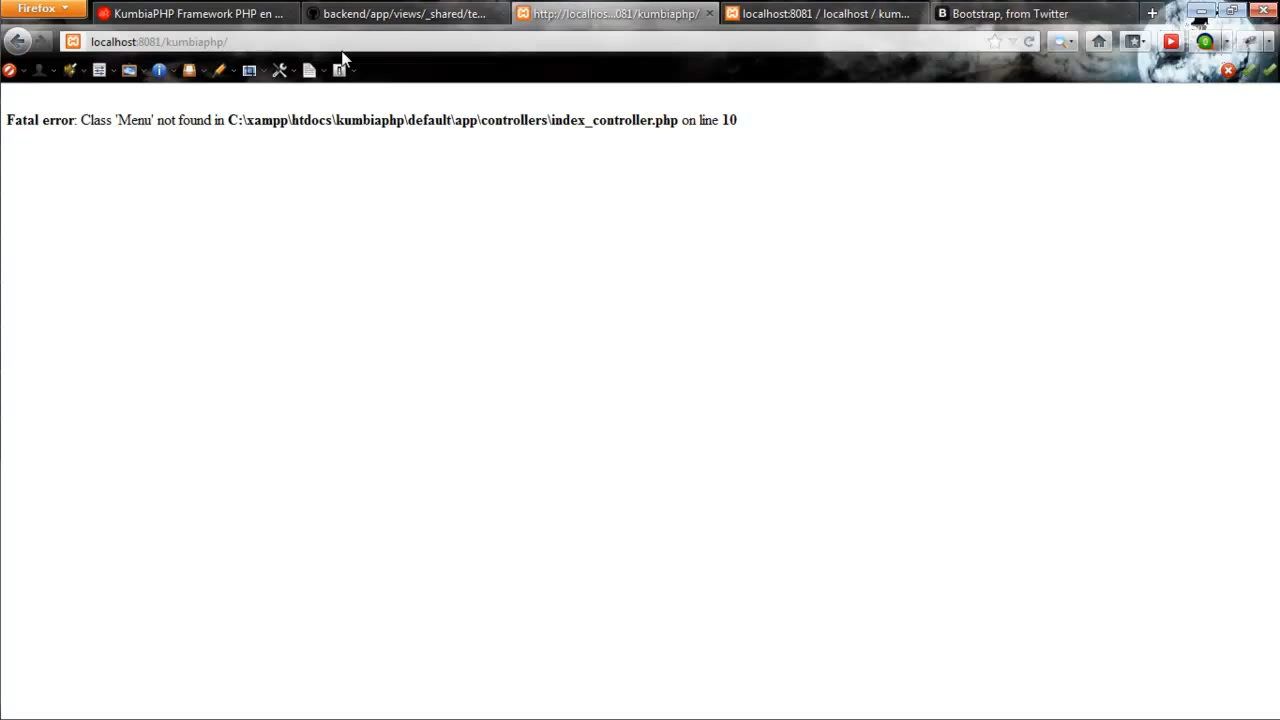 Firefox
KumbiaPHP Framework PHP en ...
backend/app/views/_shared/te...
http://localhos...081/kumbiaphp/
localhost:8081 / localhost / kum...
Bootstrap, from Twitter
localhost:8081/kumbiaphp/
Fatal error: Class 'Menu' not found in C:\xampp\htdocs\kumbiaphp\default\app\controllers\index_controller.php on line 10